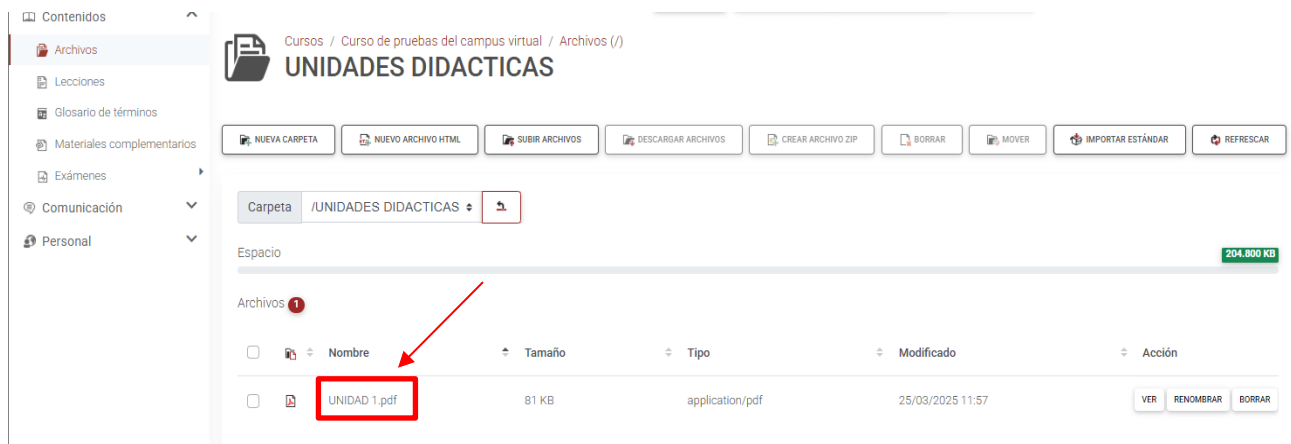 Contenidos
Archivos
Lecciones
Glosario de términos
Materiales complementarios
Exámenes
Comunicación
Personal
Cursos / Curso de pruebas del campus virtual / Archivos (/)
UNIDADES DIDACTICAS
NUEVA CARPETA NUEVO ARCHIVO HTML SUBIR ARCHIVOS DESCARGAR ARCHIVOS CREAR ARCHIVO ZIP BORRAR MOVER IMPORTAR ESTÁNDAR REFRESCAR
Carpeta /UNIDADES DIDACTICAS
Espacio
204.800 KB
Archivos 1
Nombre Tamaño Tipo Modificado Acción
UNIDAD 1.pdf 81 KB application/pdf 25/03/2025 11:57 VER RENOMBRAR BORRAR